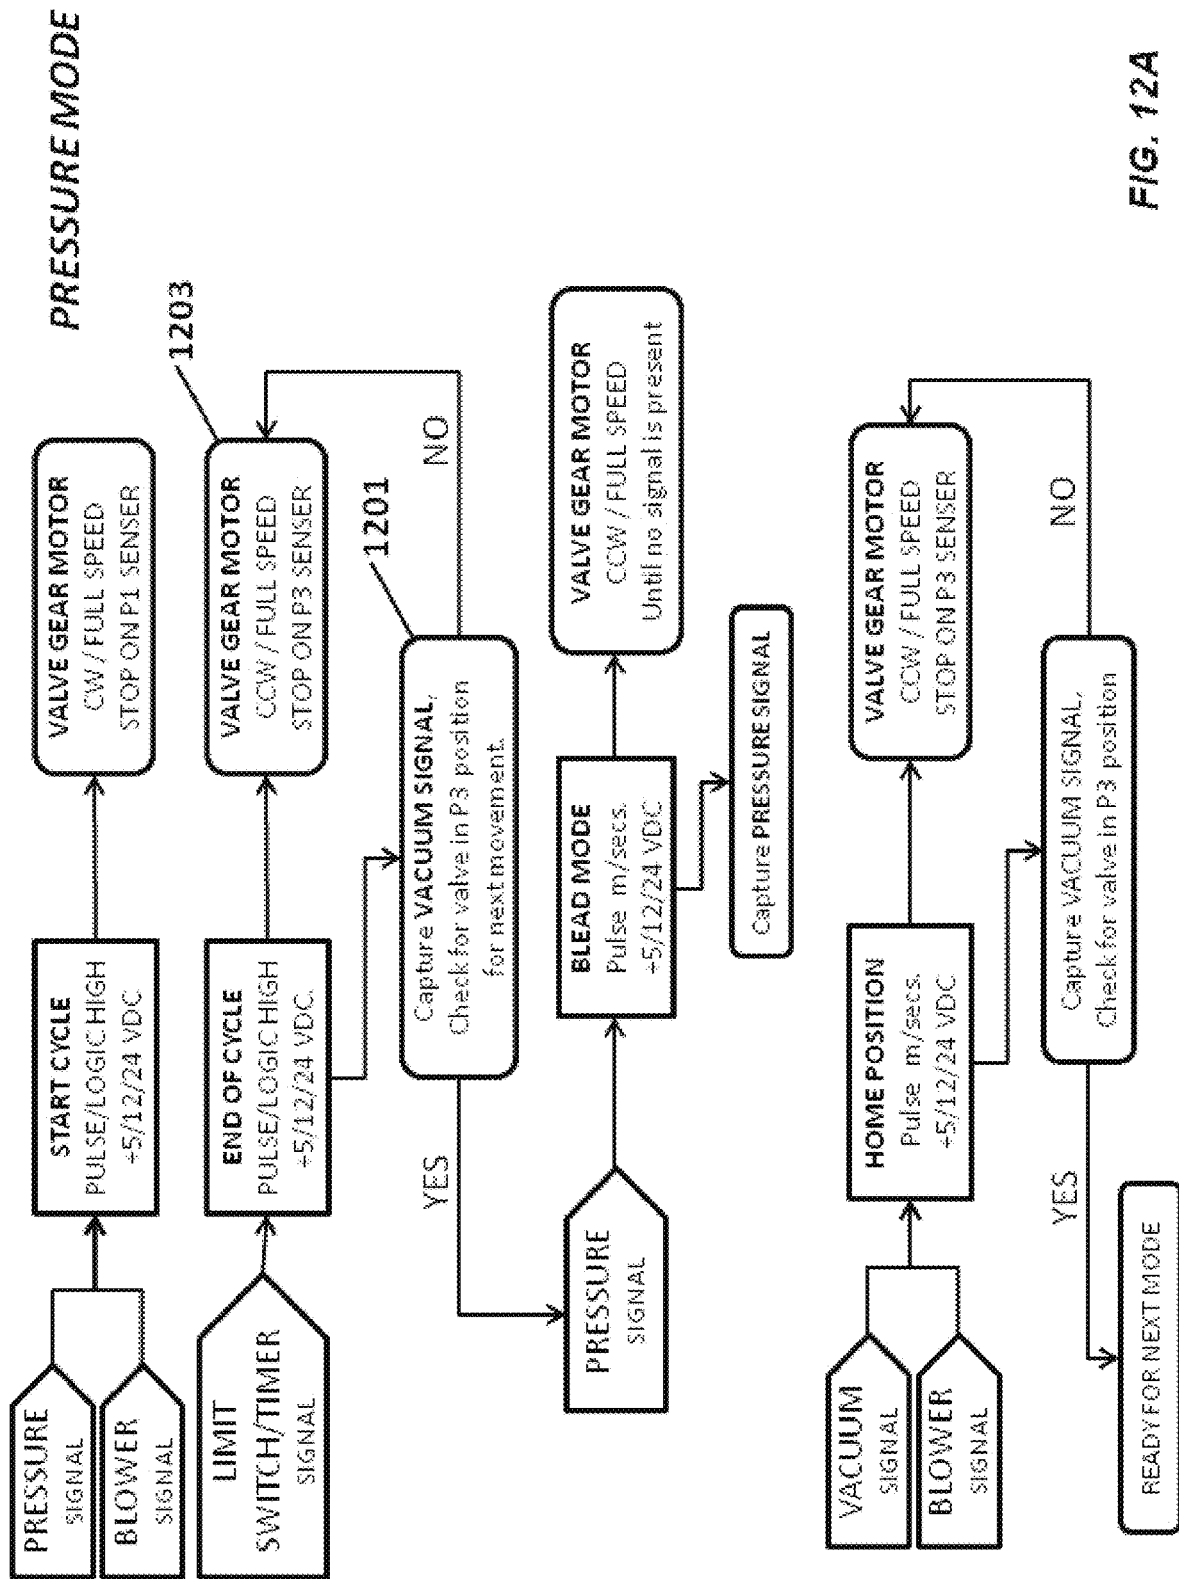 PRESSURE MODE
PRESSURE
SIGNAL
BLOWER
SIGNAL
START CYCLE
PULSE/LOGIC HIGH
+5/12/24 VDC
VALVE GEAR MOTOR
CW / FULL SPEED
STOP ON P1 SENSER
LIMIT
SWITCH/TIMER
SIGNAL
END OF CYCLE
PULSE/LOGIC HIGH
+5/12/24 VDC.
VALVE GEAR MOTOR
CCW / FULL SPEED
STOP ON P3 SENSER
1203
Capture VACUUM SIGNAL,
Check for valve in P3 position
for next movement.
1201
NO
YES
PRESSURE
SIGNAL
BLEAD MODE
Pulse m/secs.
+5/12/24 VDC
VALVE GEAR MOTOR
CCW / FULL SPEED
Until no signal is present
Capture PRESSURE SIGNAL
VACUUM
SIGNAL
BLOWER
SIGNAL
HOME POSITION
Pulse m/secs.
+5/12/24 VDC
VALVE GEAR MOTOR
CCW / FULL SPEED
STOP ON P3 SENSER
Capture VACUUM SIGNAL,
Check for valve in P3 position
NO
YES
READY FOR NEXT MODE
FIG. 12A